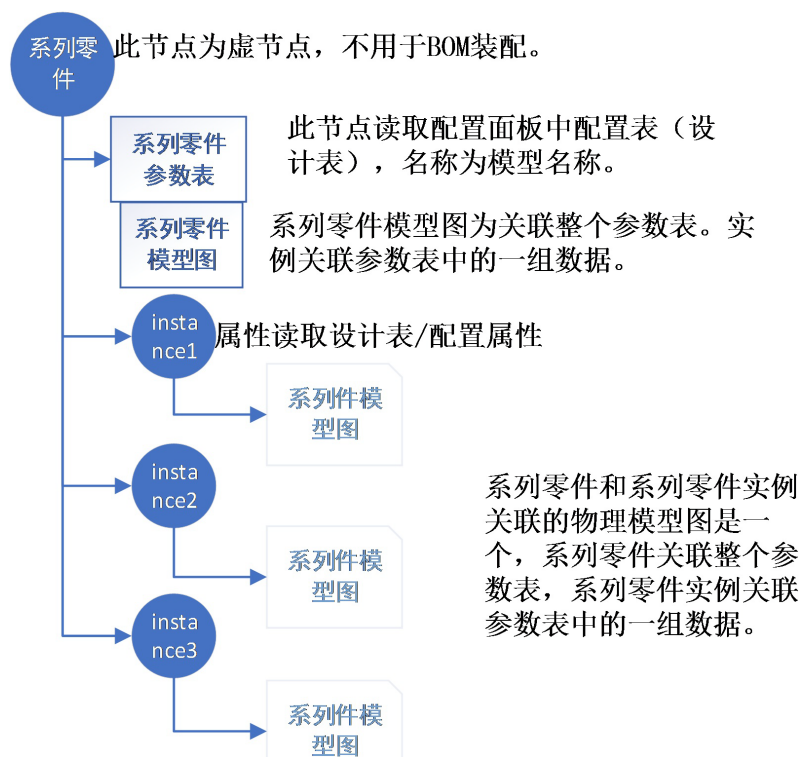 系列零
件
此节点为虚节点，不用于BOM装配。
系列零件
参数表
此节点读取配置面板中配置表（设
计表），名称为模型名称。
系列零件
模型图
系列零件模型图为关联整个参数表。实
例关联参数表中的一组数据。
insta
nce1
属性读取设计表/配置属性
系列件模
型图
insta
nce2
系列件模
型图
系列零件和系列零件实例
关联的物理模型图是一
个，系列零件关联整个参
数表，系列零件实例关联
参数表中的一组数据。
insta
nce3
系列件模
型图